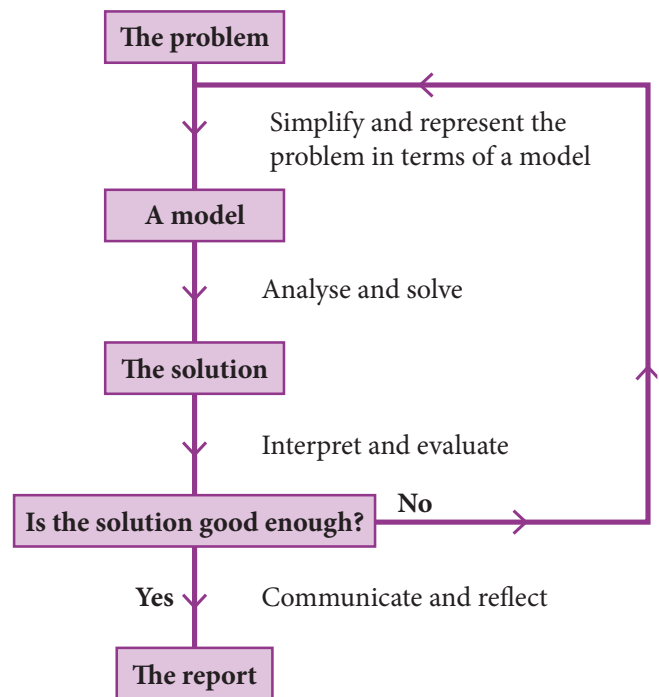 The problem
Simplify and represent the
problem in terms of a model
A model
Analyse and solve
The solution
Interpret and evaluate
Is the solution good enough?
No
Yes
Communicate and reflect
The report